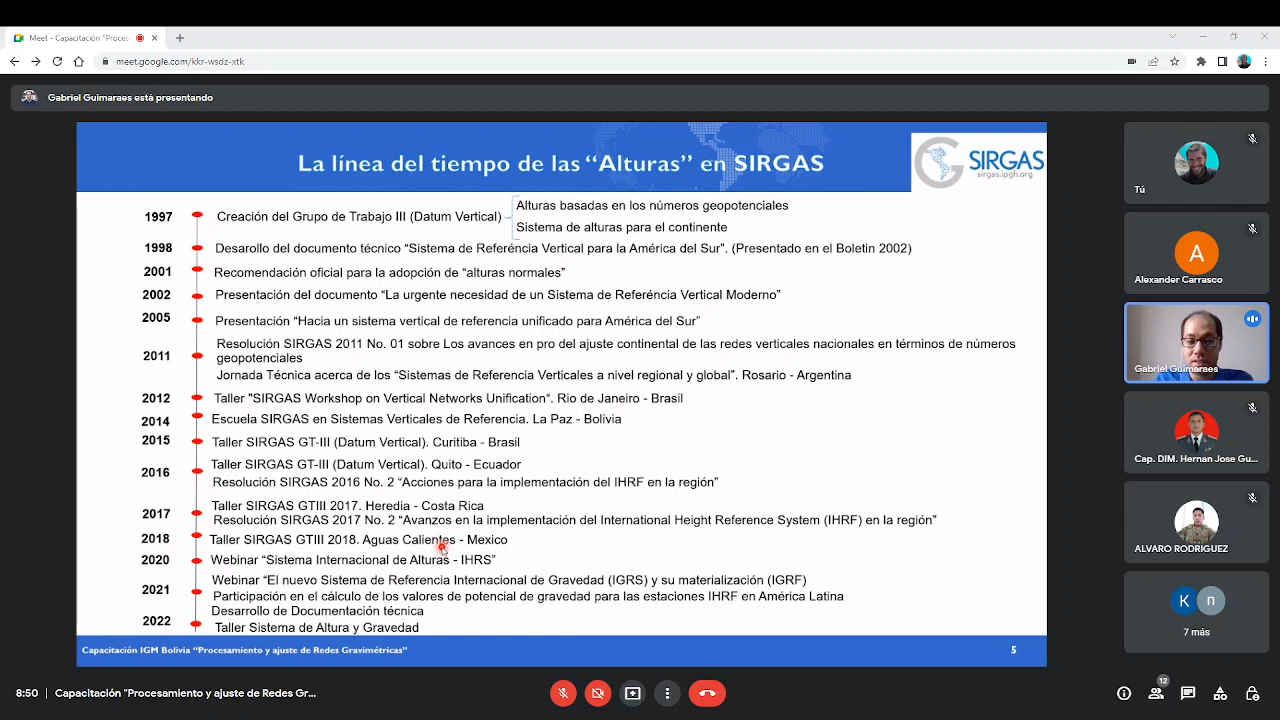 Meet - Capacitación "Proces
meet.google.com/kkr-wsdz-xtk
Gabriel Guimaraes está presentando
La línea del tiempo de las “Alturas” en SIRGAS
SIRGAS
sirgas.ipgh.org
1997 Creación del Grupo de Trabajo III (Datum Vertical)
Alturas basadas en los números geopotenciales
Sistema de alturas para el continente
1998 Desarollo del documento técnico “Sistema de Referéncia Vertical para la América del Sur”. (Presentado en el Boletin 2002)
2001 Recomendación oficial para la adopción de “alturas normales”
2002 Presentación del documento “La urgente necesidad de un Sistema de Referéncia Vertical Moderno”
2005 Presentación “Hacia un sistema vertical de referencia unificado para América del Sur”
2011 Resolución SIRGAS 2011 No. 01 sobre Los avances en pro del ajuste continental de las redes verticales nacionales en términos de números
geopotenciales
Jornada Técnica acerca de los “Sistemas de Referencia Verticales a nivel regional y global”. Rosario - Argentina
2012 Taller "SIRGAS Workshop on Vertical Networks Unification“. Rio de Janeiro - Brasil
2014 Escuela SIRGAS en Sistemas Verticales de Referencia. La Paz - Bolivia
2015 Taller SIRGAS GT-III (Datum Vertical). Curitiba - Brasil
2016 Taller SIRGAS GT-III (Datum Vertical). Quito - Ecuador
Resolución SIRGAS 2016 No. 2 “Acciones para la implementación del IHRF en la región”
2017 Taller SIRGAS GTIII 2017. Heredia - Costa Rica
Resolución SIRGAS 2017 No. 2 “Avanzos en la implementación del International Height Reference System (IHRF) en la región”
2018 Taller SIRGAS GTIII 2018. Aguas Calientes - Mexico
2020 Webinar “Sistema Internacional de Alturas - IHRS”
2021 Webinar “El nuevo Sistema de Referencia Internacional de Gravedad (IGRS) y su materialización (IGRF)
Participación en el cálculo de los valores de potencial de gravedad para las estaciones IHRF en América Latina
Desarrollo de Documentación técnica
2022 Taller Sistema de Altura y Gravedad
Capacitación IGM Bolivia “Procesamiento y ajuste de Redes Gravimétricas”
5
Tú
A
Alexander Carrasco
Gabriel Guimaraes
Cap. DIM. Hernan Jose Gu...
ALVARO RODRIGUEZ
K n
7 más
8:50 | Capacitación "Procesamiento y ajuste de Redes Gr...
12